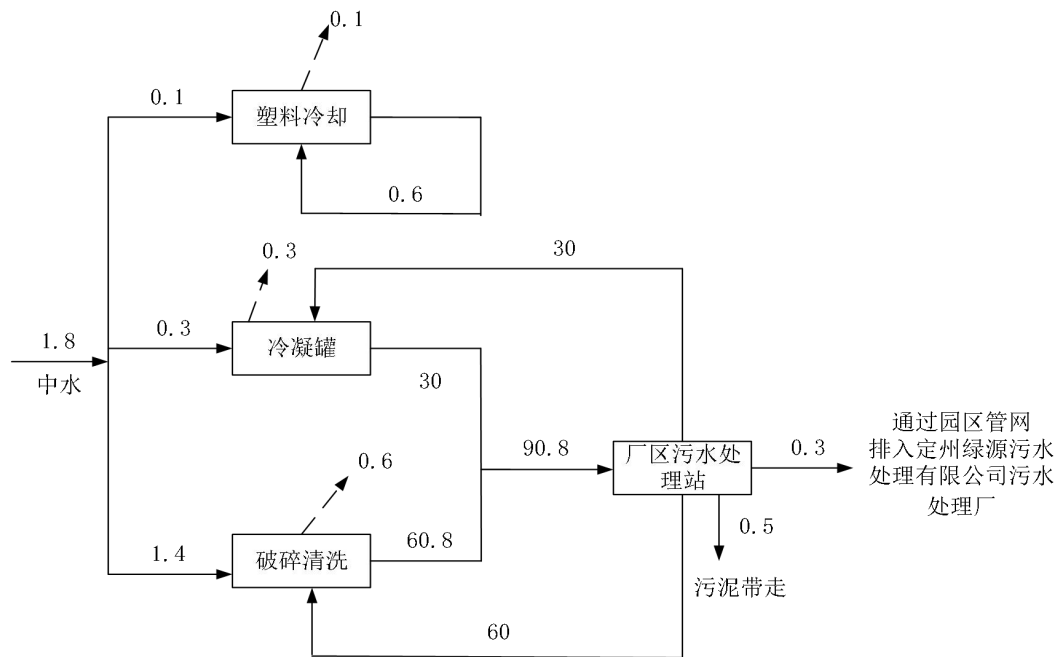 0.1
0.1
塑料冷却
0.6
0.3
30
1.8
0.3
冷凝罐
中水
30
通过园区管网
90.8
厂区污水处
理站
0.3
排入定州绿源污水
处理有限公司污水
处理厂
0.6
0.5
1.4
破碎清洗
60.8
污泥带走
60